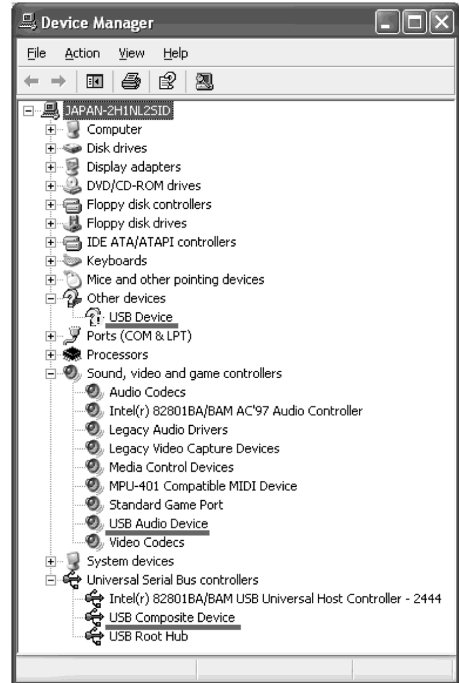 Device Manager
File Action View Help
JAPAN-2H1NL2SID
Computer
Disk drives
Display adapters
DVD/CD-ROM drives
Floppy disk controllers
Floppy disk drives
IDE ATA/ATAPI controllers
Keyboards
Mice and other pointing devices
Other devices
USB Device
Ports (COM & LPT)
Processors
Sound, video and game controllers
Audio Codecs
Intel(r) 82801BA/BAM AC'97 Audio Controller
Legacy Audio Drivers
Legacy Video Capture Devices
Media Control Devices
MPU-401 Compatible MIDI Device
Standard Game Port
USB Audio Device
Video Codecs
System devices
Universal Serial Bus controllers
Intel(r) 82801BA/BAM USB Universal Host Controller - 2444
USB Composite Device
USB Root Hub